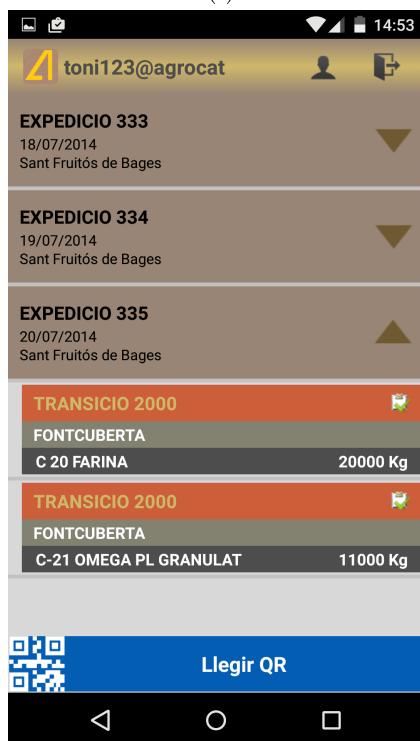 14:53
toni123@agrocat
EXPEDICIO 333
18/07/2014
Sant Fruitós de Bages
EXPEDICIO 334
19/07/2014
Sant Fruitós de Bages
EXPEDICIO 335
20/07/2014
Sant Fruitós de Bages
TRANSICIO 2000
FONTCUBERTA
C 20 FARINA 20000 Kg
TRANSICIO 2000
FONTCUBERTA
C-21 OMEGA PL GRANULAT 11000 Kg
Llegir QR